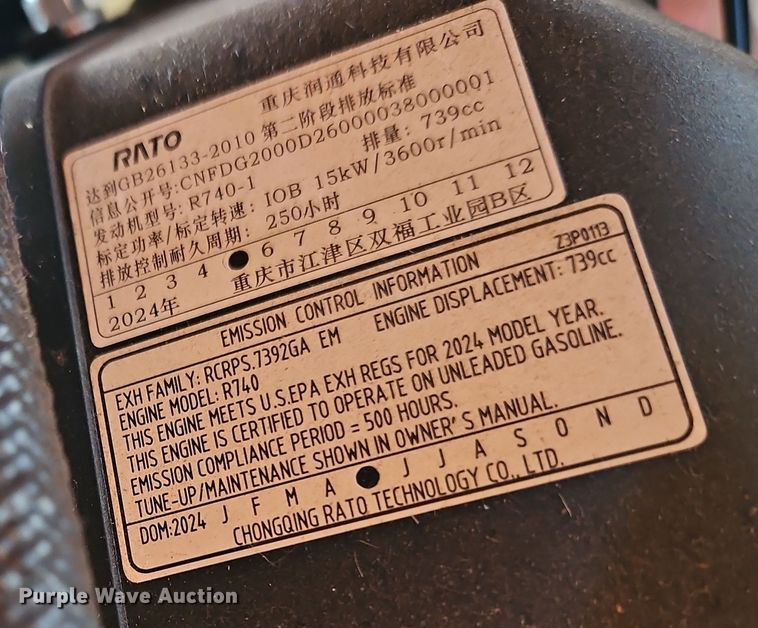 RATO 重庆润通科技有限公司
达到GB26133-2010 第二阶段排放标准
信息公开号:CNFDG2000D26000038000001
发动机型号: R740-1 排量: 739cc
标定功率/标定转速: IOB 15kW/3600r/min
排放控制耐久周期: 250小时
1 2 3 4 6 7 8 9 10 11 12
2024年 重庆市江津区双福工业园B区
EMISSION CONTROL INFORMATION Z3P0113
EXH FAMILY: RCRPS.7392GA EM ENGINE DISPLACEMENT: 739cc
ENGINE MODEL: R740
THIS ENGINE MEETS U.S.EPA EXH REGS FOR 2024 MODEL YEAR.
THIS ENGINE IS CERTIFIED TO OPERATE ON UNLEADED GASOLINE.
EMISSION COMPLIANCE PERIOD = 500 HOURS.
TUNE-UP/MAINTENANCE SHOWN IN OWNER'S MANUAL.
DOM:2024 J F M A J J A S O N D
CHONGQING RATO TECHNOLOGY CO., LTD.
Purple Wave Auction